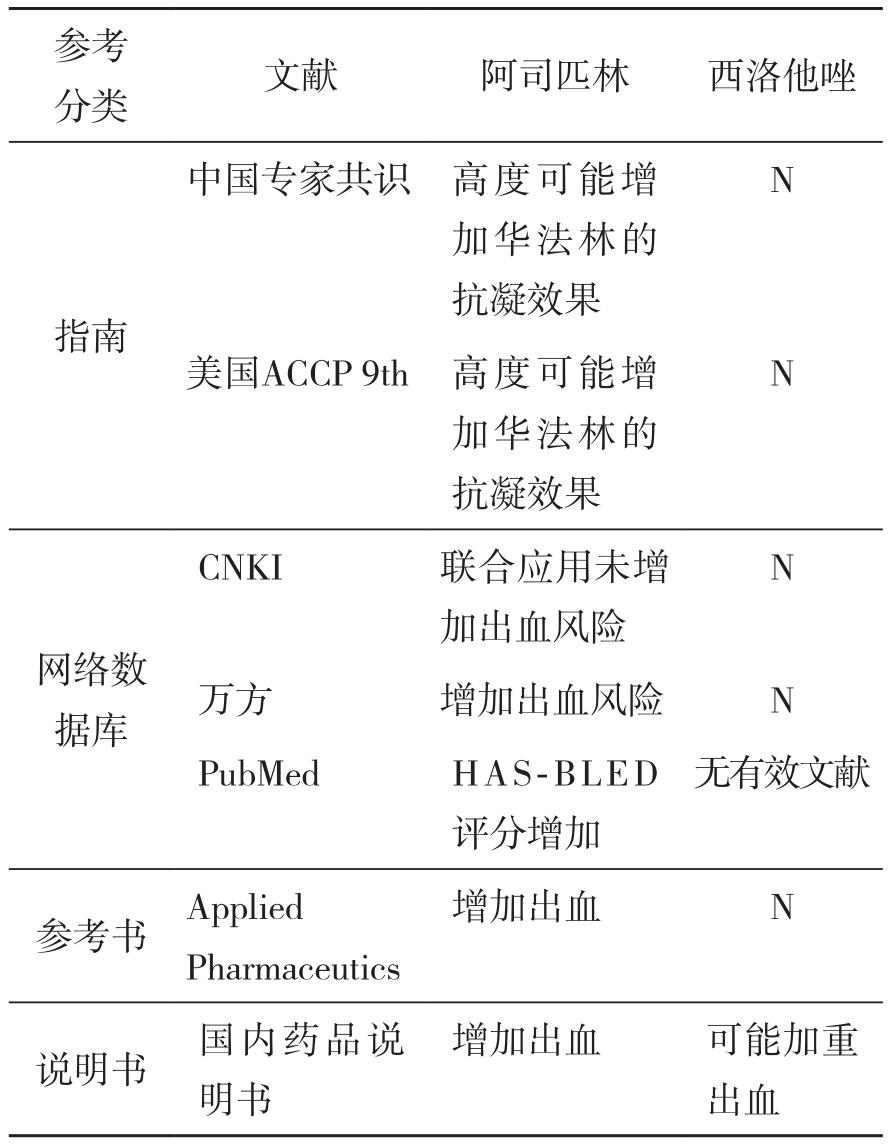 参考
分类
文献
阿司匹林
西洛他唑
指南
中国专家共识
高度可能增
加华法林的
抗凝效果
N
美国ACCP 9th
高度可能增
加华法林的
抗凝效果
N
网络数
据库
CNKI
联合应用未增
加出血风险
N
万方
增加出血风险
N
PubMed
HAS-BLED
评分增加
无有效文献
参考书
Applied
Pharmaceutics
增加出血
N
说明书
国内药品说
明书
增加出血
可能加重
出血